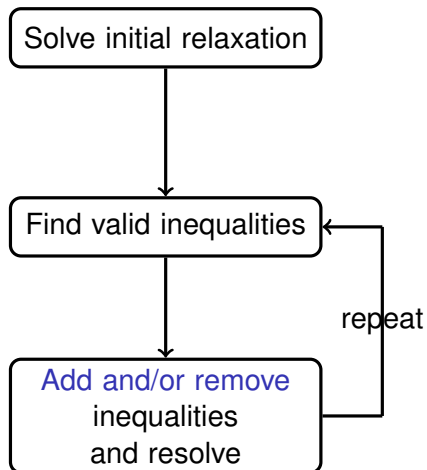 Solve initial relaxation
Find valid inequalities
repeat
Add and/or remove
inequalities
and resolve